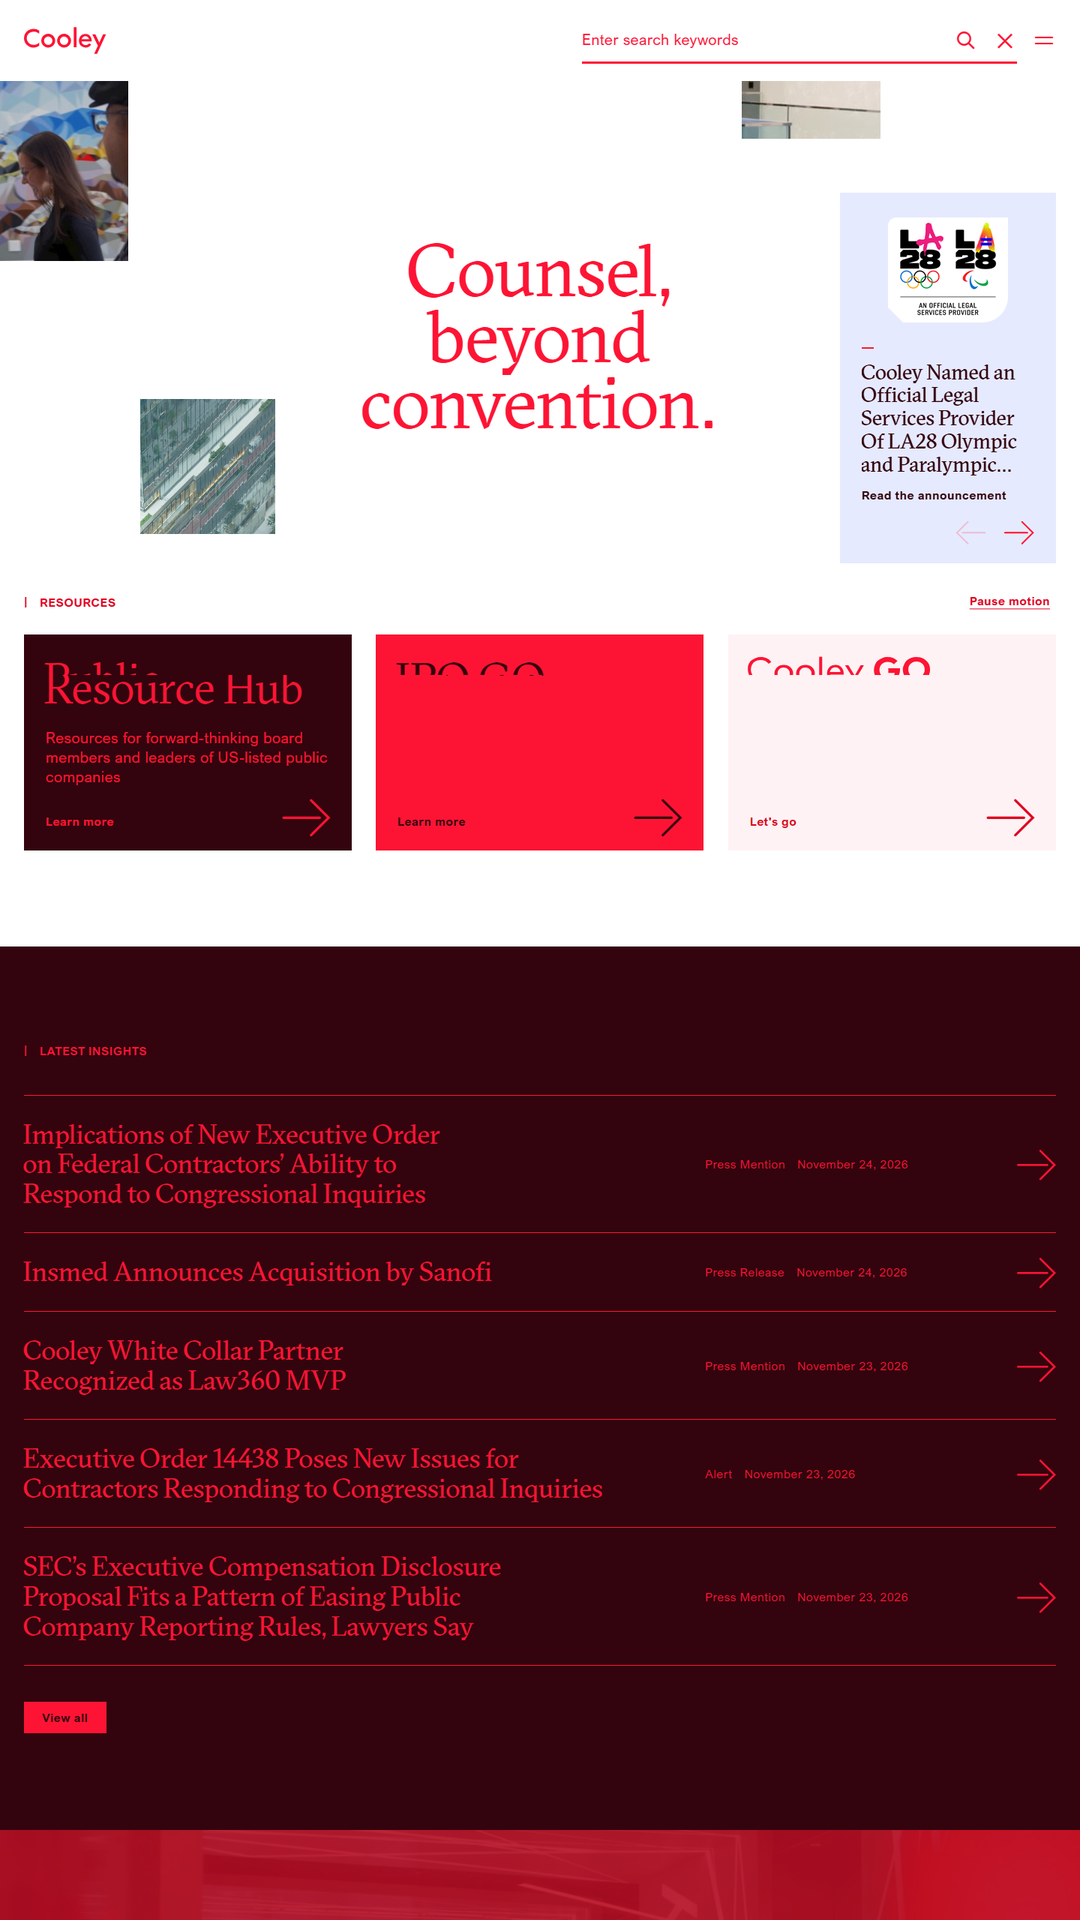 Cooley
Enter search keywords
Counsel,
beyond
convention.
LA28
LA28
AN OFFICIAL LEGAL
SERVICES PROVIDER
Cooley Named an
Official Legal
Services Provider
Of LA28 Olympic
and Paralympic...
Read the announcement
RESOURCES
Pause motion
Public
Resource Hub
Resources for forward-thinking board
members and leaders of US-listed public
companies
Learn more
IPO GO
Learn more
Cooley GO
Let's go
LATEST INSIGHTS
Implications of New Executive Order
on Federal Contractors’ Ability to
Respond to Congressional Inquiries
Press Mention November 24, 2026
Insmed Announces Acquisition by Sanofi
Press Release November 24, 2026
Cooley White Collar Partner
Recognized as Law360 MVP
Press Mention November 23, 2026
Executive Order 14438 Poses New Issues for
Contractors Responding to Congressional Inquiries
Alert November 23, 2026
SEC’s Executive Compensation Disclosure
Proposal Fits a Pattern of Easing Public
Company Reporting Rules, Lawyers Say
Press Mention November 23, 2026
View all